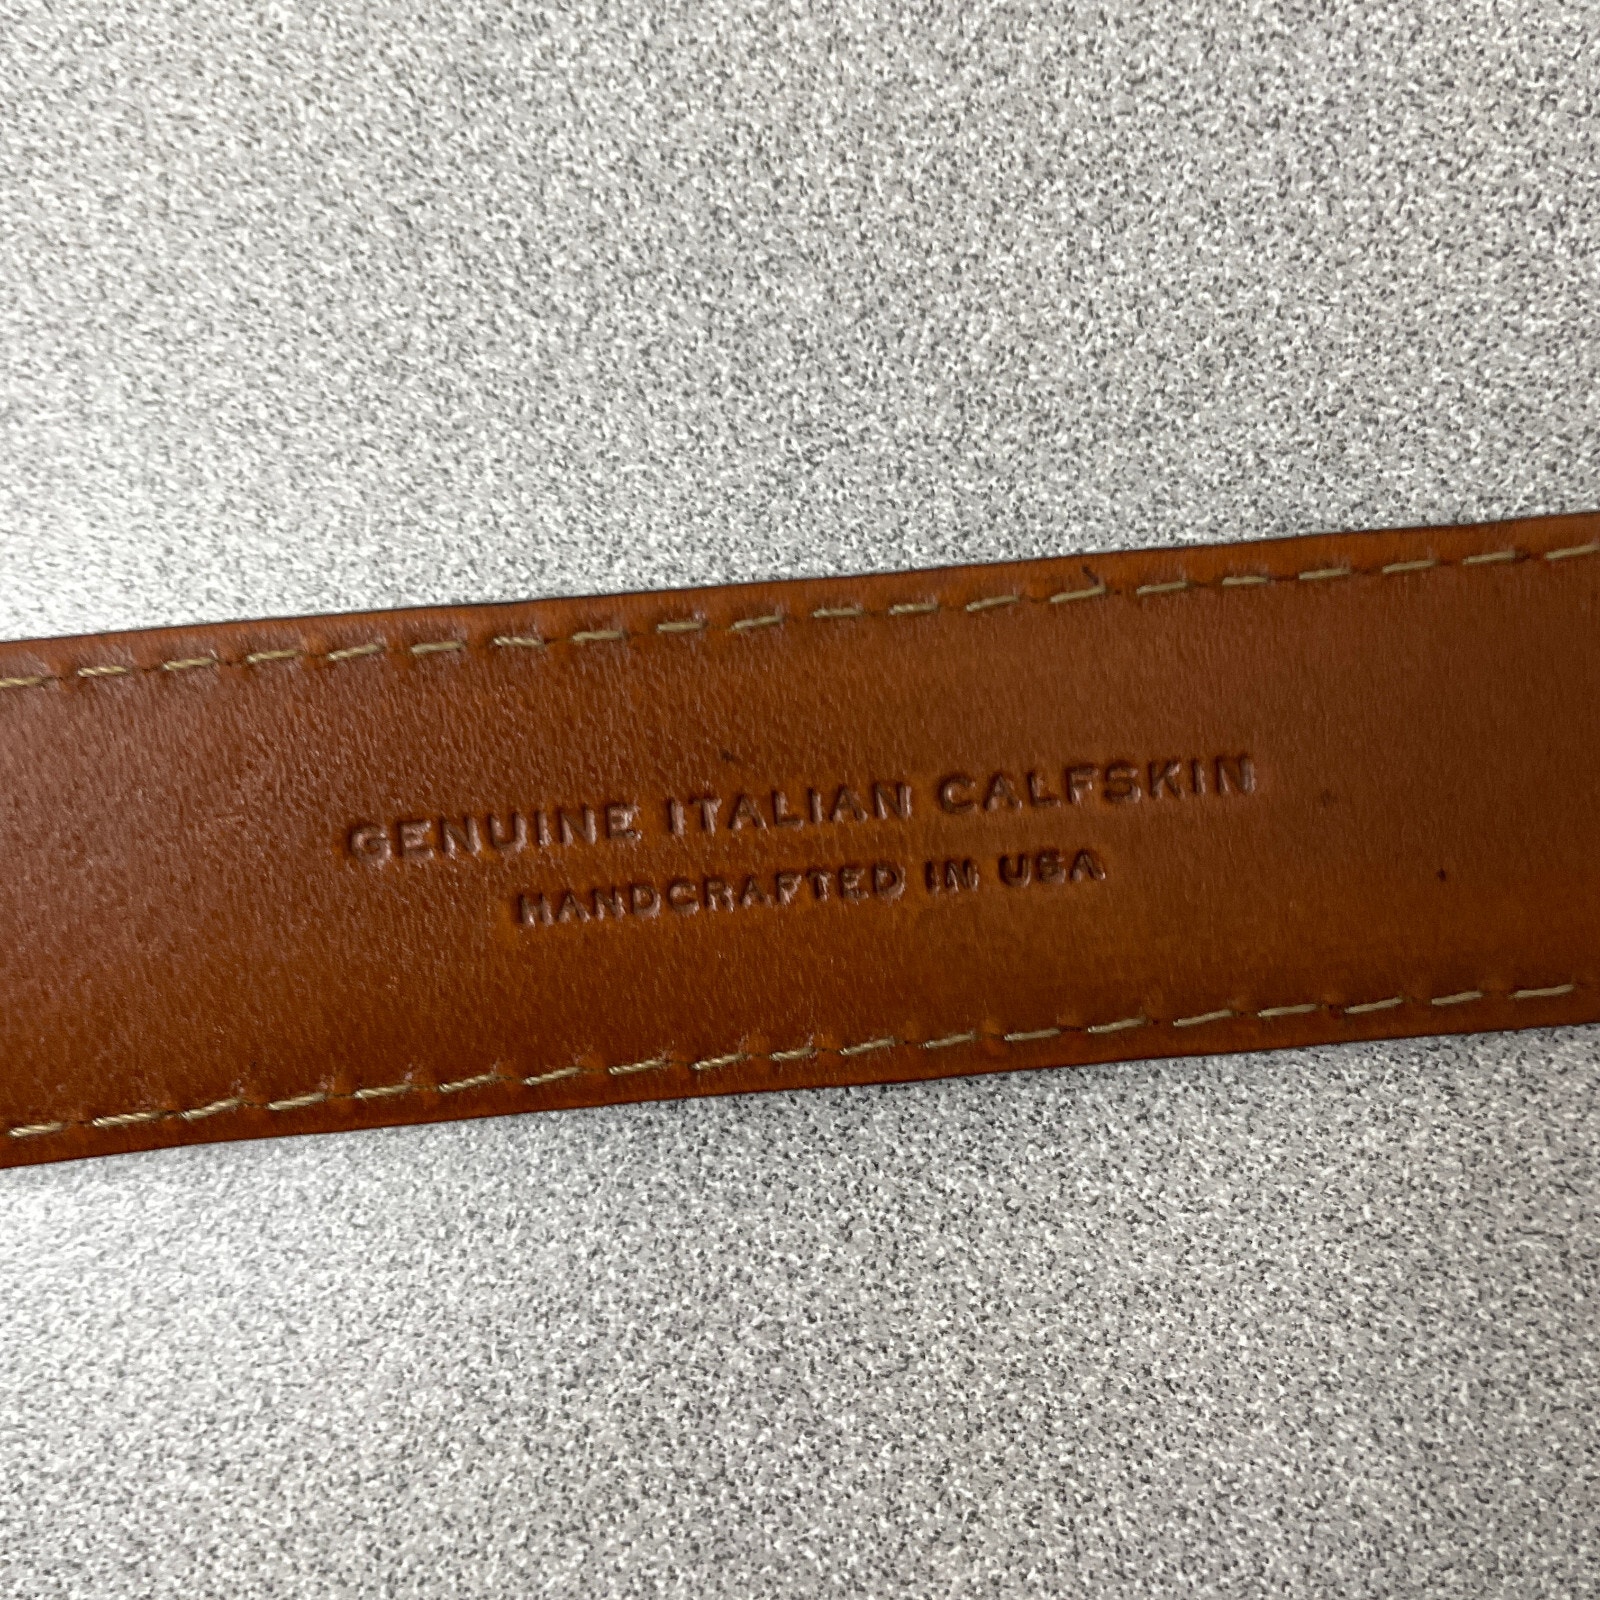 GENUINE ITALIAN CALFSKIN
HANDCRAFTED IN USA